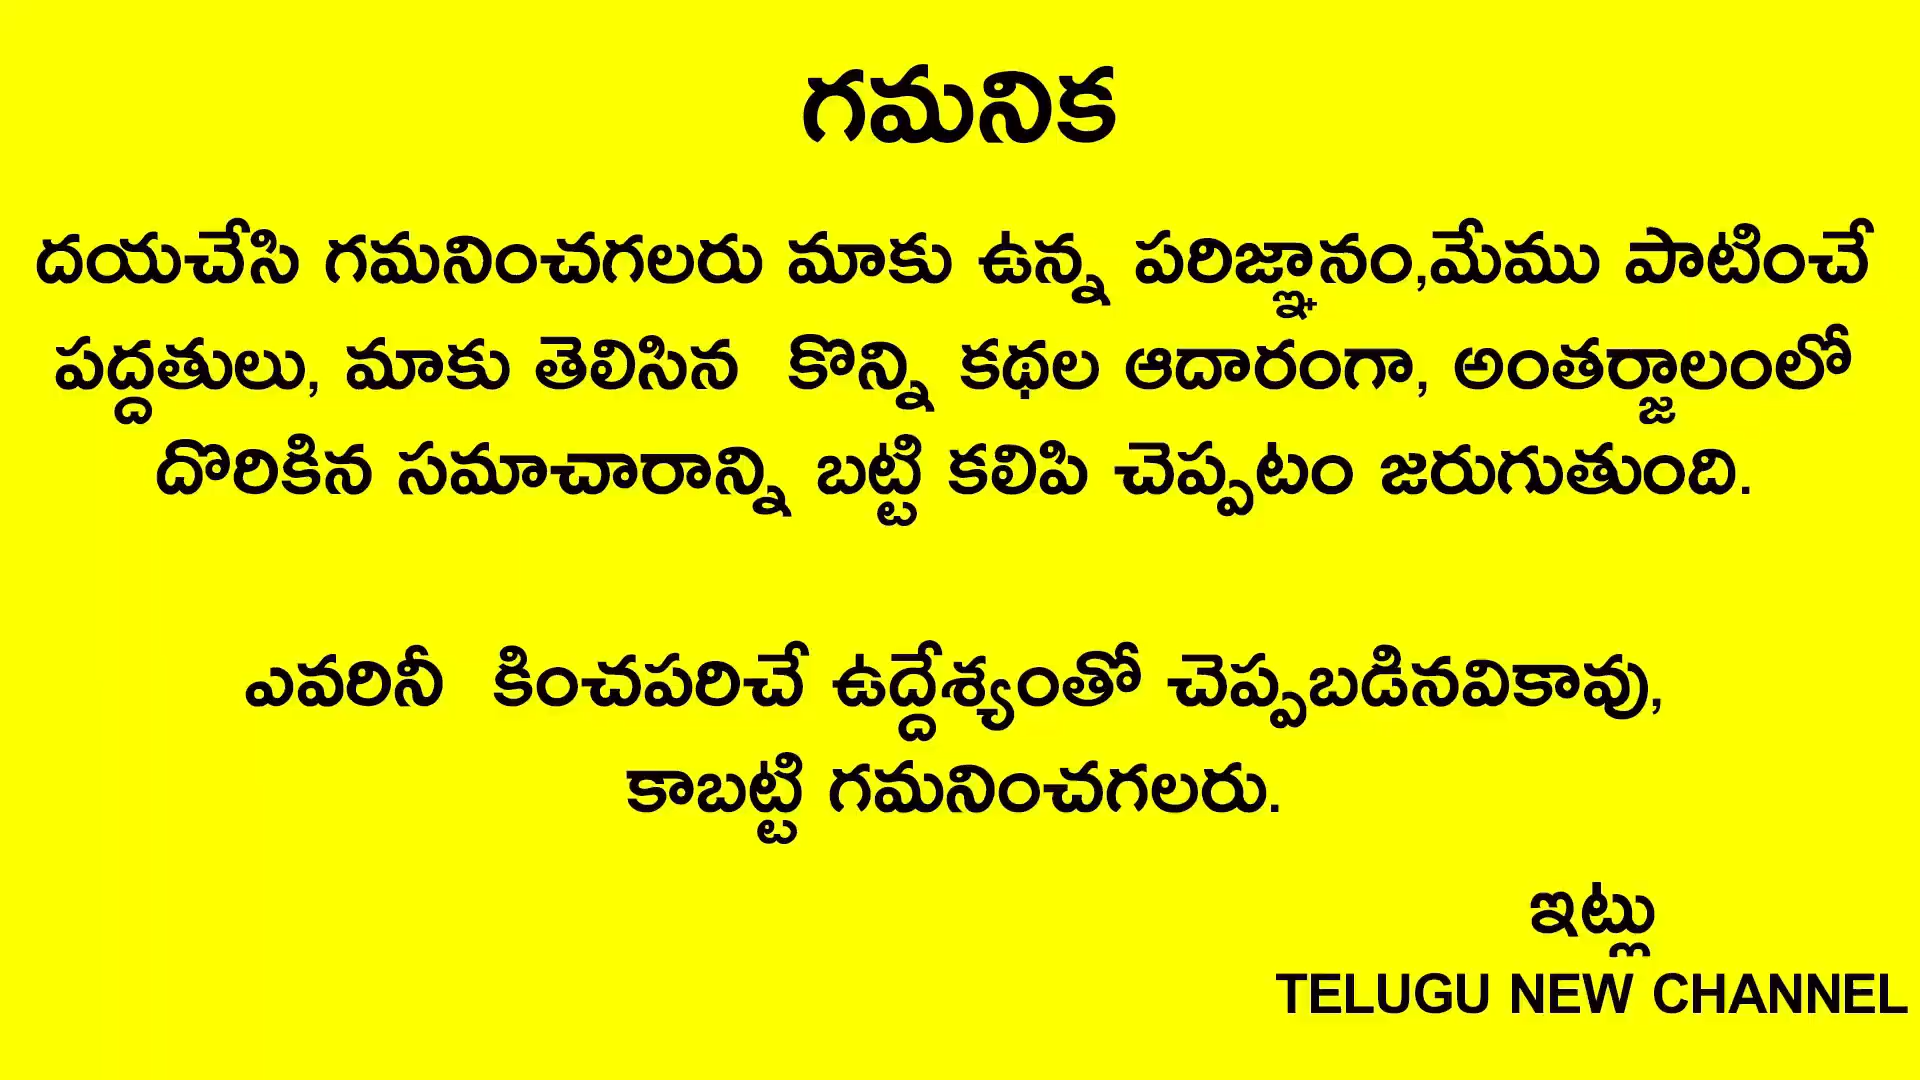 గమనిక
దయచేసి గమనించగలరు మాకు ఉన్న పరిజ్ఞానం,మేము పాటించే
పద్దతులు, మాకు తెలిసిన కొన్ని కథల ఆదారంగా, అంతర్జాలంలో
దొరికిన సమాచారాన్ని బట్టి కలిపి చెప్పటం జరుగుతుంది.
ఎవరినీ కించపరిచే ఉద్దేశ్యంతో చెప్పబడినవికావు,
కాబట్టి గమనించగలరు.
ఇట్లు
TELUGU NEW CHANNEL